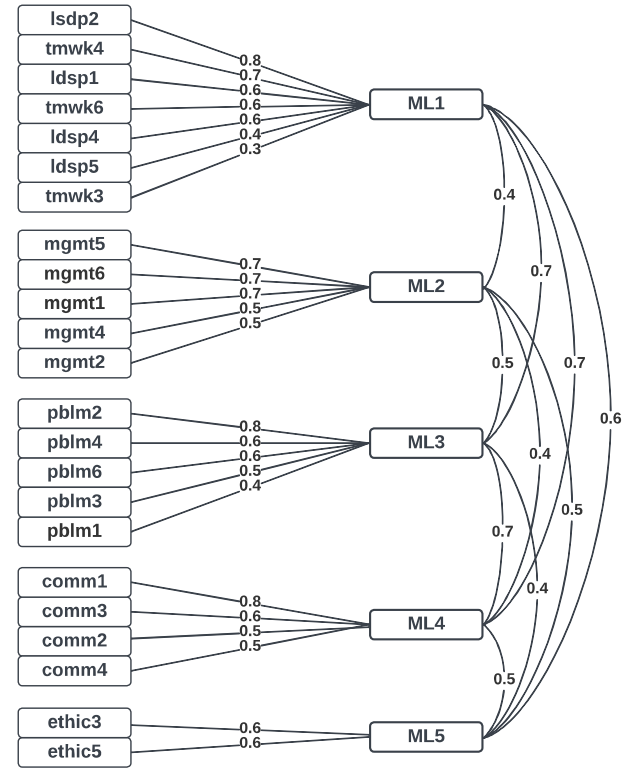 lsdp2
tmwk4
ldsp1
tmwk6
ldsp4
ldsp5
tmwk3
0.8
0.7
0.6
0.6
0.6
0.4
0.3
ML1
mgmt5
mgmt6
mgmt1
mgmt4
mgmt2
0.7
0.7
0.7
0.5
0.5
ML2
pblm2
pblm4
pblm6
pblm3
pblm1
0.8
0.6
0.6
0.5
0.4
ML3
comm1
comm3
comm2
comm4
0.8
0.6
0.5
0.5
ML4
ethic3
ethic5
0.6
0.6
ML5
0.4
0.7
0.5
0.7
0.6
0.4
0.5
0.7
0.4
0.5